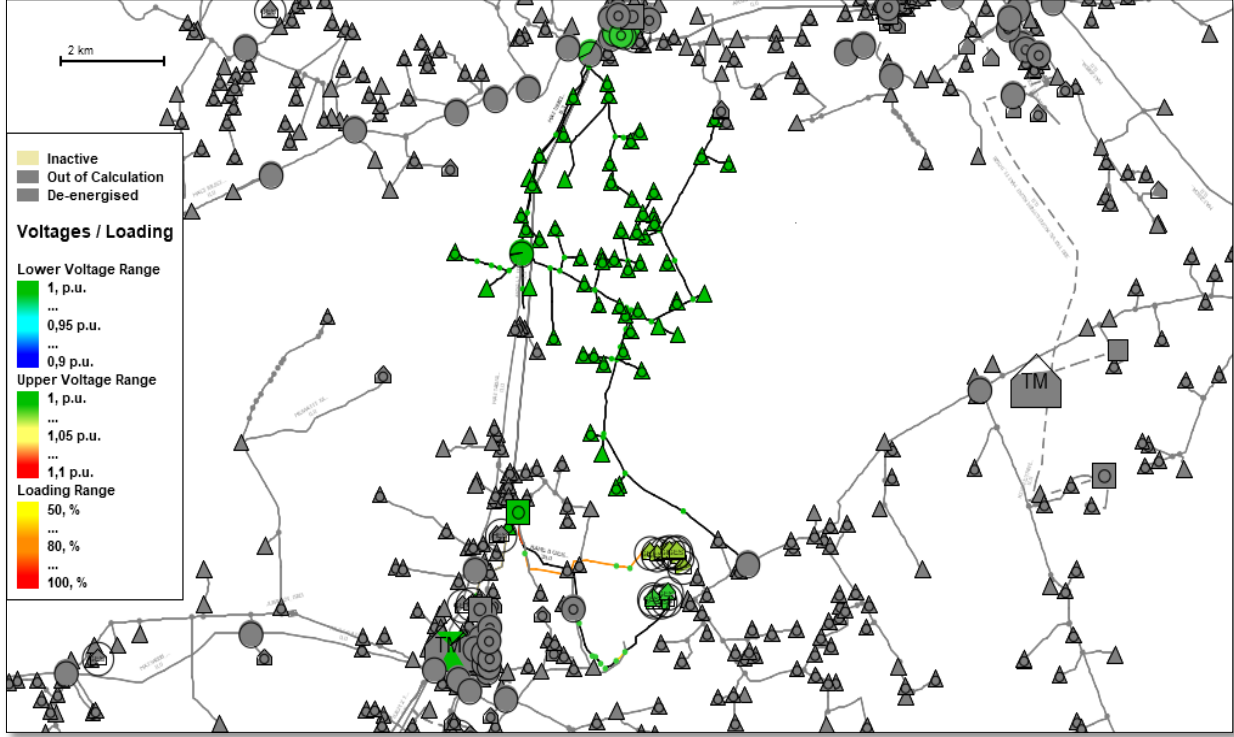 2 km
Inactive
Out of Calculation
De-energised
Voltages / Loading
Lower Voltage Range
1, p.u.
...
0,95 p.u.
...
0,9 p.u.
Upper Voltage Range
1, p.u.
...
1,05 p.u.
...
1,1 p.u.
Loading Range
50, %
...
80, %
...
100, %
TM
TM